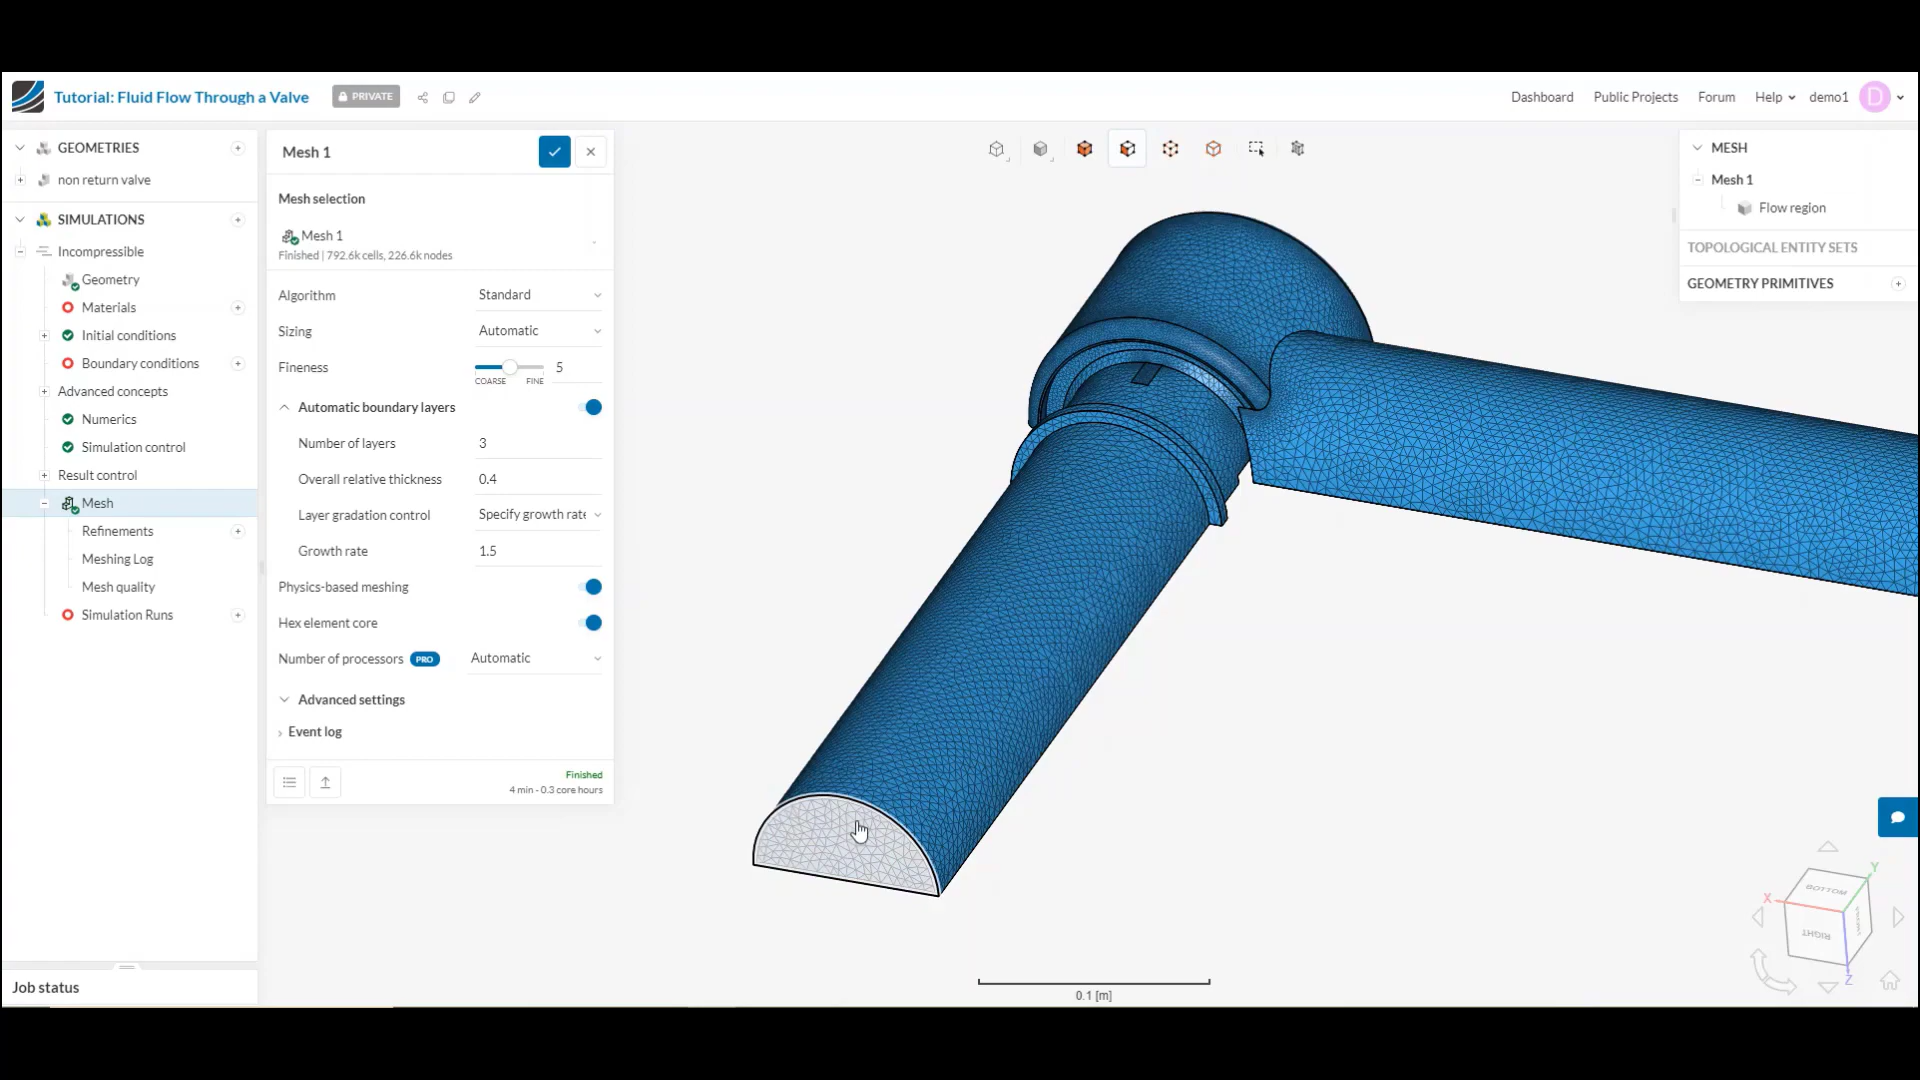 Tutorial: Fluid Flow Through a Valve
PRIVATE
Dashboard
Public Projects
Forum
Help
demo1
D
GEOMETRIES
non return valve
SIMULATIONS
Incompressible
Geometry
Materials
Initial conditions
Boundary conditions
Advanced concepts
Numerics
Simulation control
Result control
Mesh
Refinements
Meshing Log
Mesh quality
Simulation Runs
Job status
Mesh 1
Mesh selection
Mesh 1
Finished | 792.6k cells, 226.6k nodes
Algorithm Standard
Sizing Automatic
Fineness 5
COARSE FINE
Automatic boundary layers
Number of layers 3
Overall relative thickness 0.4
Layer gradation control Specify growth rate
Growth rate 1.5
Physics-based meshing
Hex element core
Number of processors PRO Automatic
Advanced settings
Event log
Finished
4 min - 0.3 core hours
0.1 [m]
MESH
Mesh 1
Flow region
TOPOLOGICAL ENTITY SETS
GEOMETRY PRIMITIVES
Y
X
BOTTOM
RIGHT
Z